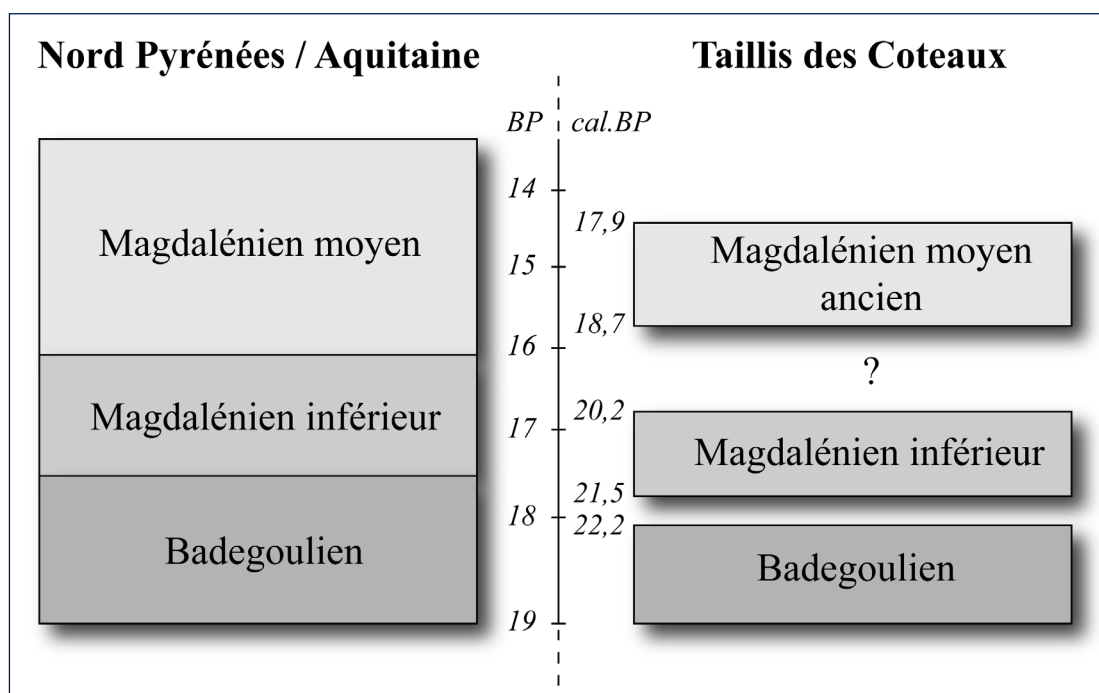 Nord Pyrénées / Aquitaine
Taillis des Coteaux
BP
cal.BP
14
17,9
Magdalénien moyen
15
Magdalénien moyen
ancien
18,7
16
?
20,2
Magdalénien inférieur
17
Magdalénien inférieur
21,5
18
22,2
Badegoulien
Badegoulien
19